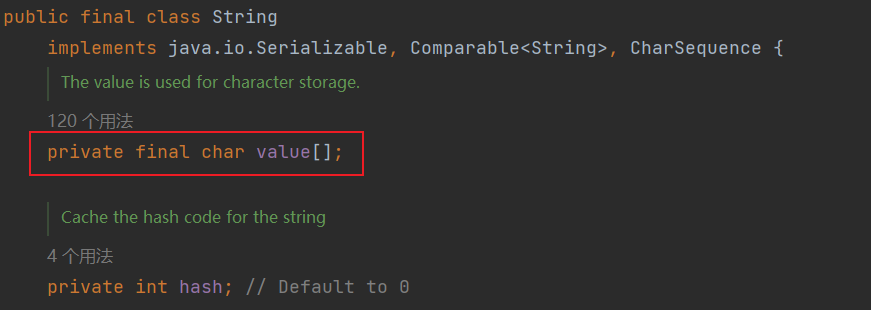 public final class String
implements java.io.Serializable, Comparable<String>, CharSequence {
The value is used for character storage.
120 个用法
private final char value[];
Cache the hash code for the string
4 个用法
private int hash; // Default to 0